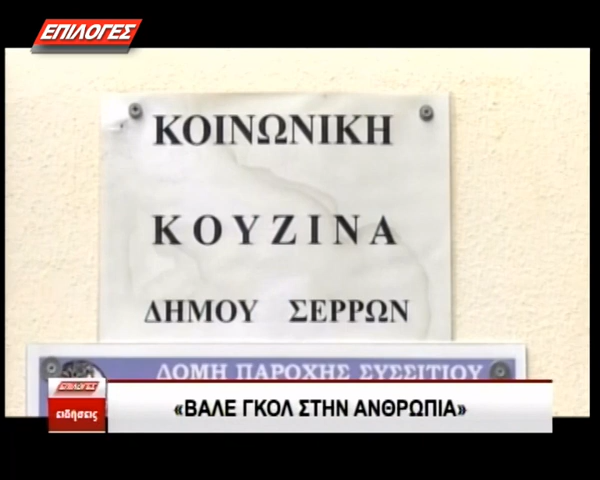 ΕΠΙΛΟΓΕΣ
ΚΟΙΝΩΝΙΚΗ
ΚΟΥΖΙΝΑ
ΔΗΜΟΥ ΣΕΡΡΩΝ
ΔΟΜΗ ΠΑΡΟΧΗΣ ΣΥΣΣΙΤΙΟΥ
ΕΠΙΛΟΓΕΣ
ειδήσεις
«ΒΑΛΕ ΓΚΟΛ ΣΤΗΝ ΑΝΘΡΩΠΙΑ»